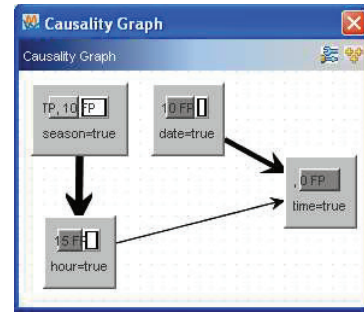 Causality Graph
Causality Graph
TP, 10 FP
season=true
10 FP
date=true
, 0 FP
time=true
15 FP
hour=true